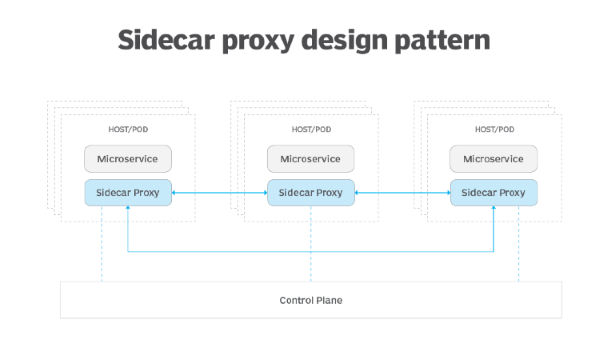 Sidecar proxy design pattern
HOST/POD
HOST/POD
HOST/POD
Microservice
Microservice
Microservice
Sidecar Proxy
Sidecar Proxy
Sidecar Proxy
Control Plane